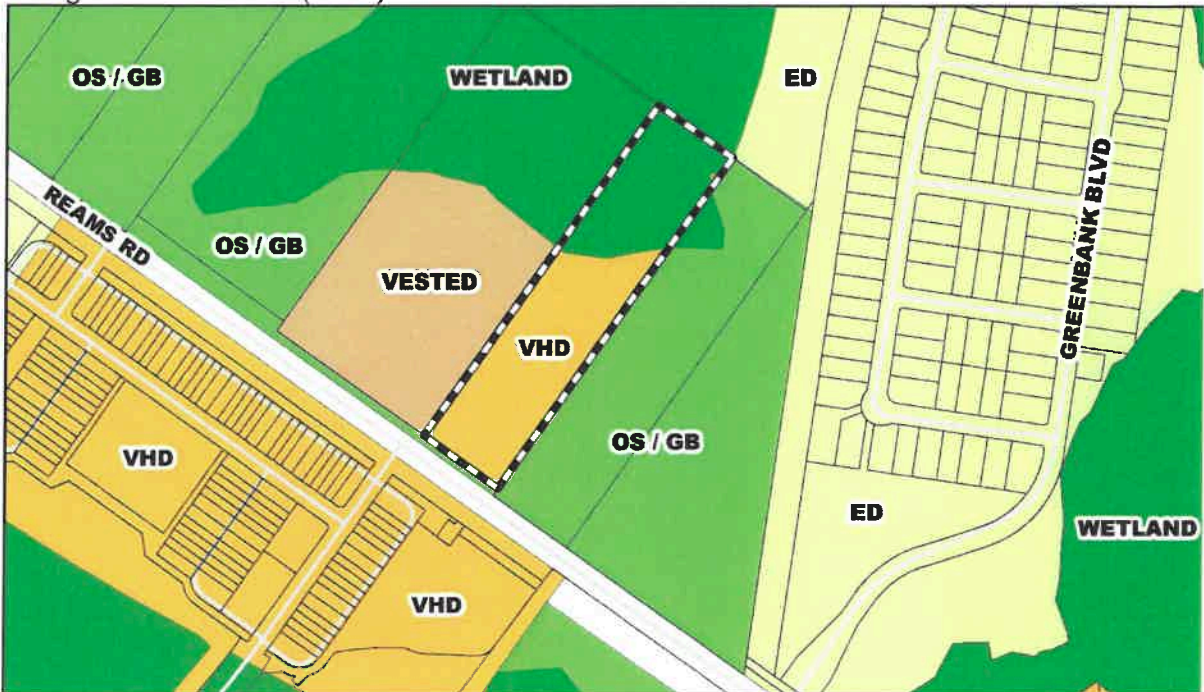 OS / GB
WETLAND
ED
REAMS RD
OS / GB
GREENBANK BLVD
VESTED
VHD
OS / GB
VHD
ED
WETLAND
VHD